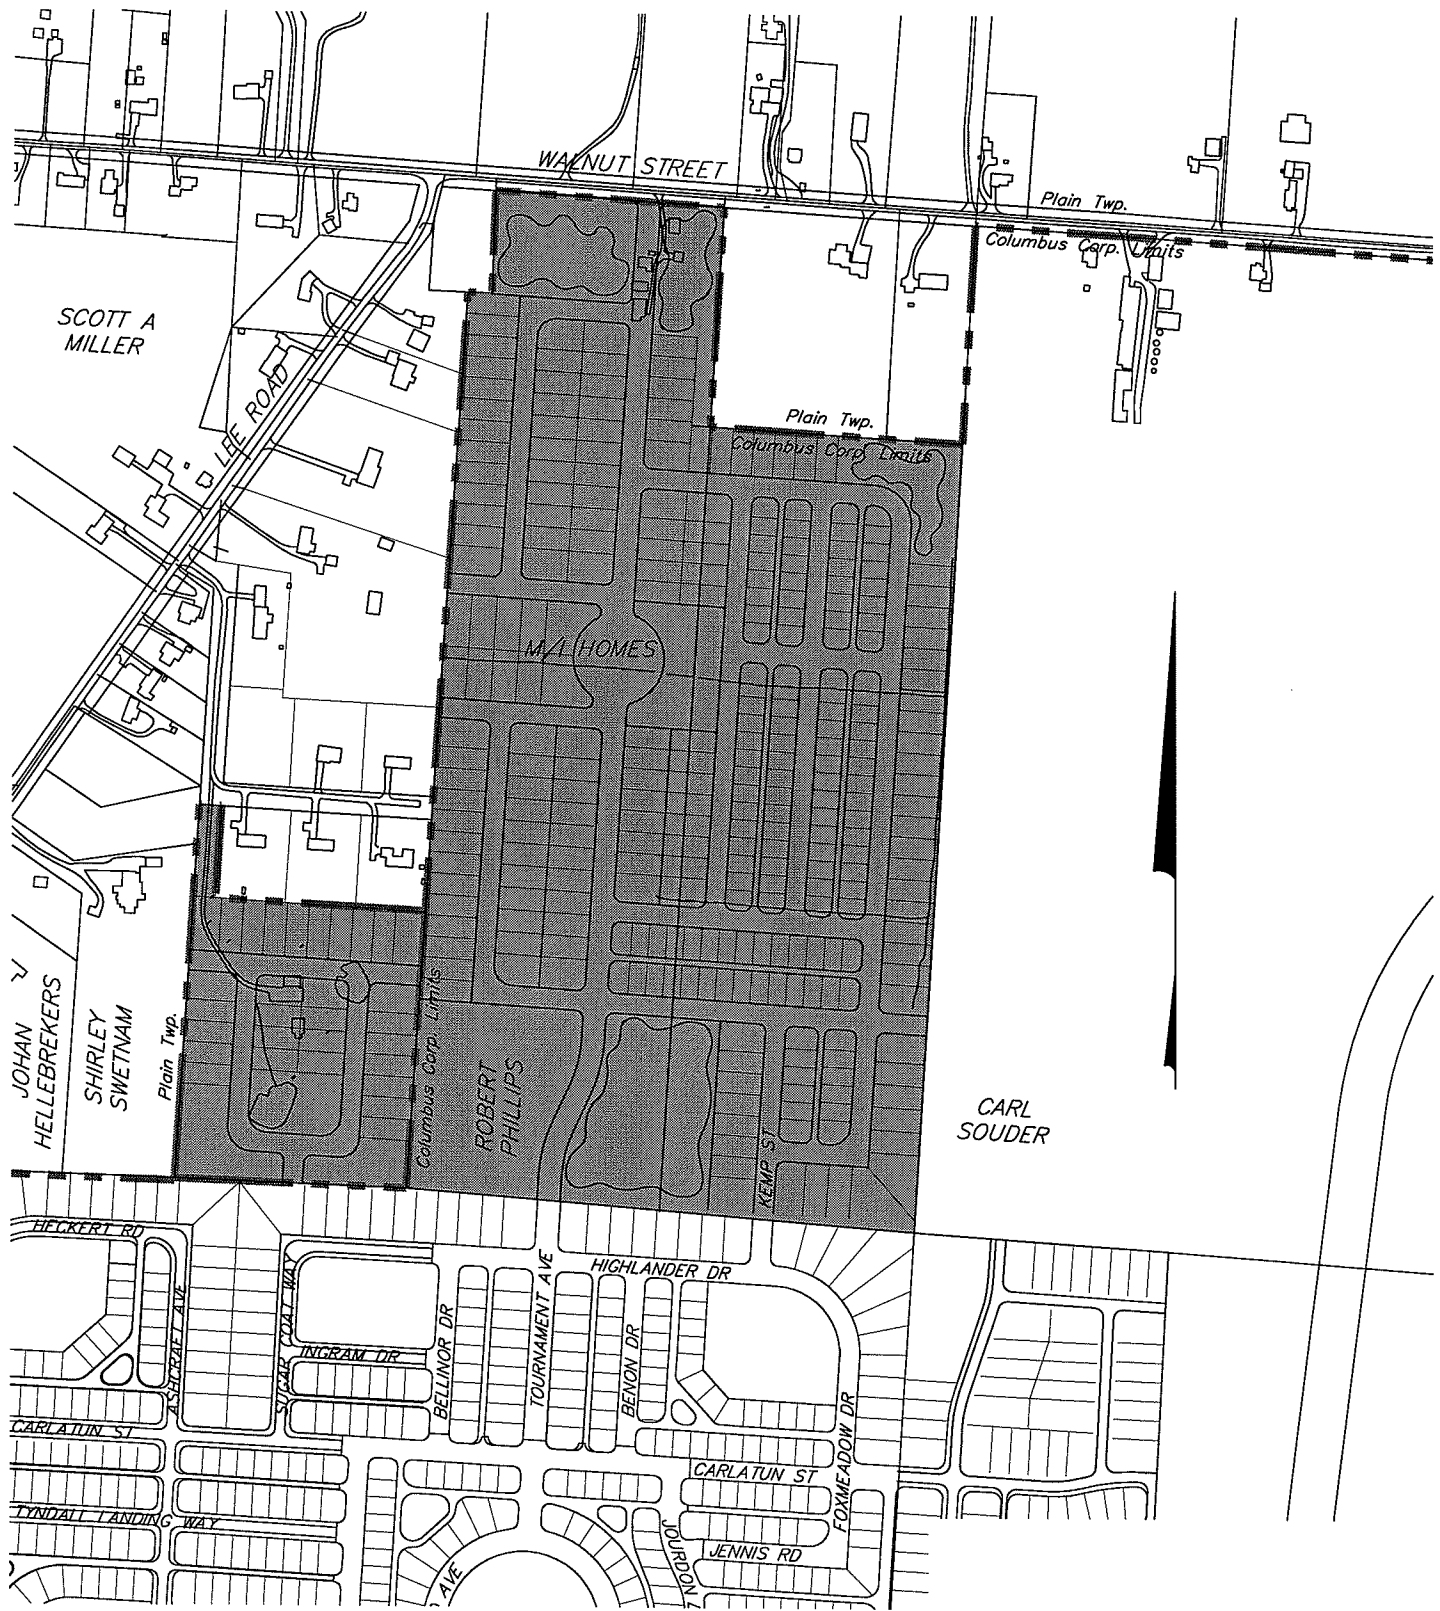 WALNUT STREET
Plain Twp.
Columbus Corp. Limits
SCOTT A
MILLER
LEE ROAD
Plain Twp.
Columbus Corp. Limits
M/I HOMES
JOHAN
HELLEBREKERS
SHIRLEY
SWETNAM
Plain Twp.
Columbus Corp. Limits
ROBERT
PHILLIPS
KEMP ST
CARL
SOUDER
HECKERT RD
ASHCRAFT AVE
SUGAR COAT WAY
INGRAM DR
BELLINOR DR
TOURNAMENT AVE
HIGHLANDER DR
BENON DR
FOXMEADOW DR
CARLATUN ST
CARLATUN ST
TYNDALL LANDING WAY
JENNIS RD
JOURDON
AVE